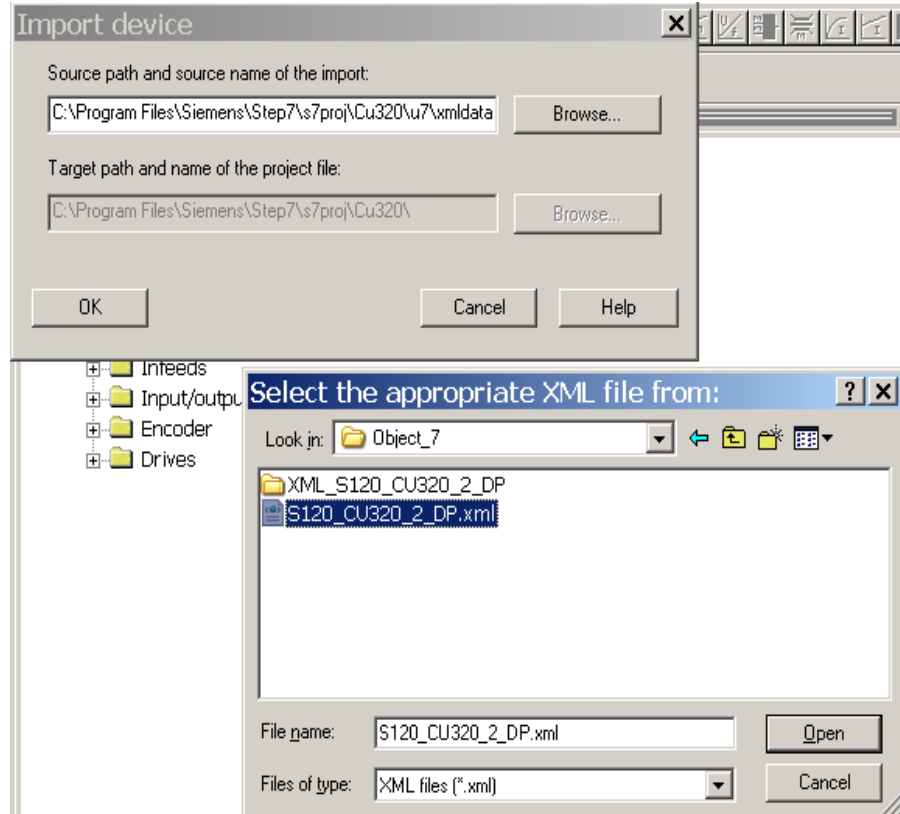 Import device
Source path and source name of the import:
C:\Program Files\Siemens\Step7\s7proj\Cu320\u7\xmldata
Browse...
Target path and name of the project file:
C:\Program Files\Siemens\Step7\s7proj\Cu320\
Browse...
OK
Cancel
Help
Infeeds
Input/outpu
Encoder
Drives
Select the appropriate XML file from:
Look in:
Object_7
XML_S120_CU320_2_DP
S120_CU320_2_DP.xml
File name:
S120_CU320_2_DP.xml
Open
Files of type:
XML files (*.xml)
Cancel